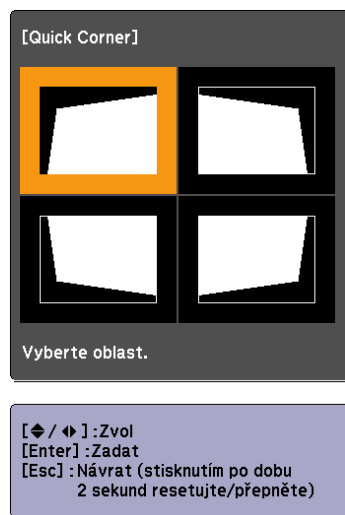 [Quick Corner]
Vyberte oblast.
[◆/◆] :Zvol
[Enter] :Zadat
[Esc] : Návrat (stisknutím po dobu
2 sekund resetujte/přepněte)